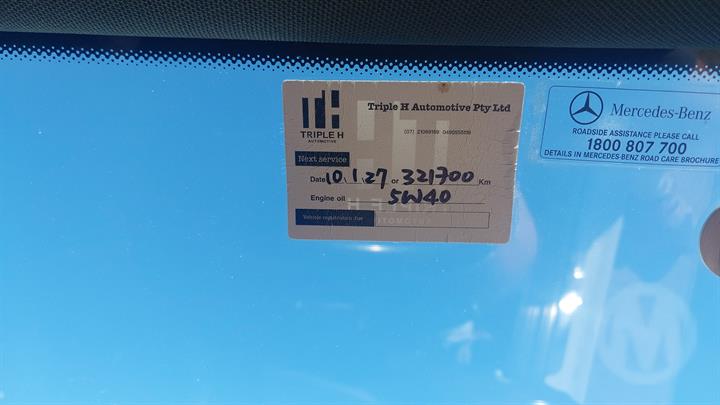 TRIPLE H
AUTOMOTIVE
Triple H Automotive Pty Ltd
Next service
Date 10.1.27 or 321700 Km
Engine oil 5W40
Vehicle registration due
Mercedes-Benz
ROADSIDE ASSISTANCE PLEASE CALL
1800 807 700
DETAILS IN MERCEDES-BENZ ROAD CARE BROCHURE
M